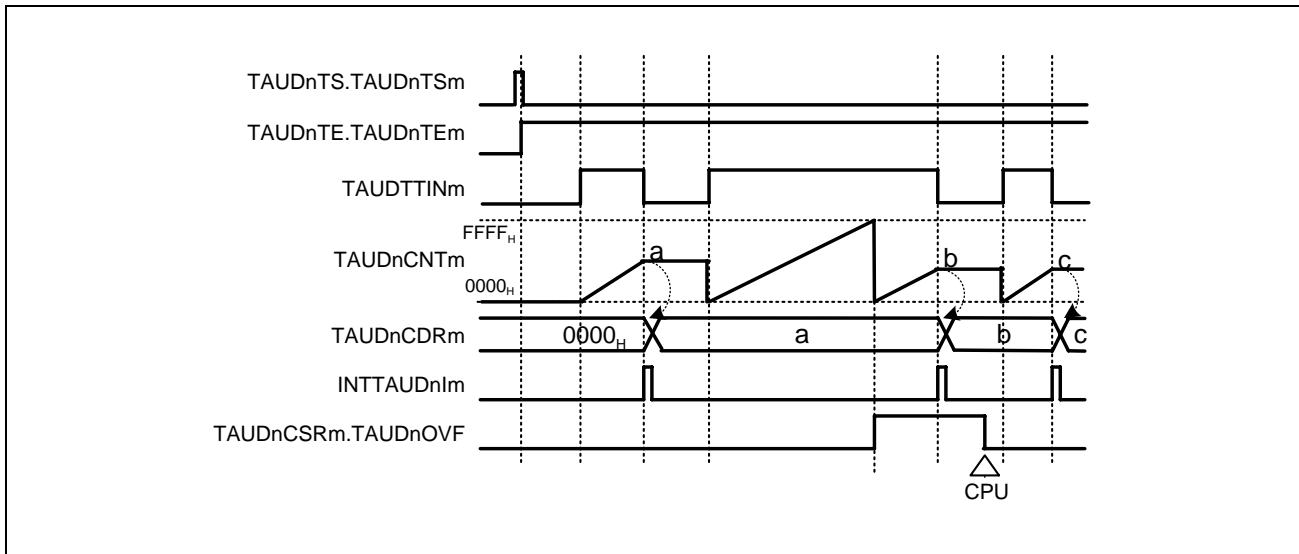 TAUDnTS.TAUDnTSm
TAUDnTE.TAUDnTEm
TAUDTTINm
FFFFH
TAUDnCNTm
a
b
c
0000H
TAUDnCDRm
0000H
a
b
c
INTTAUDnIm
TAUDnCSRm.TAUDnOVF
CPU